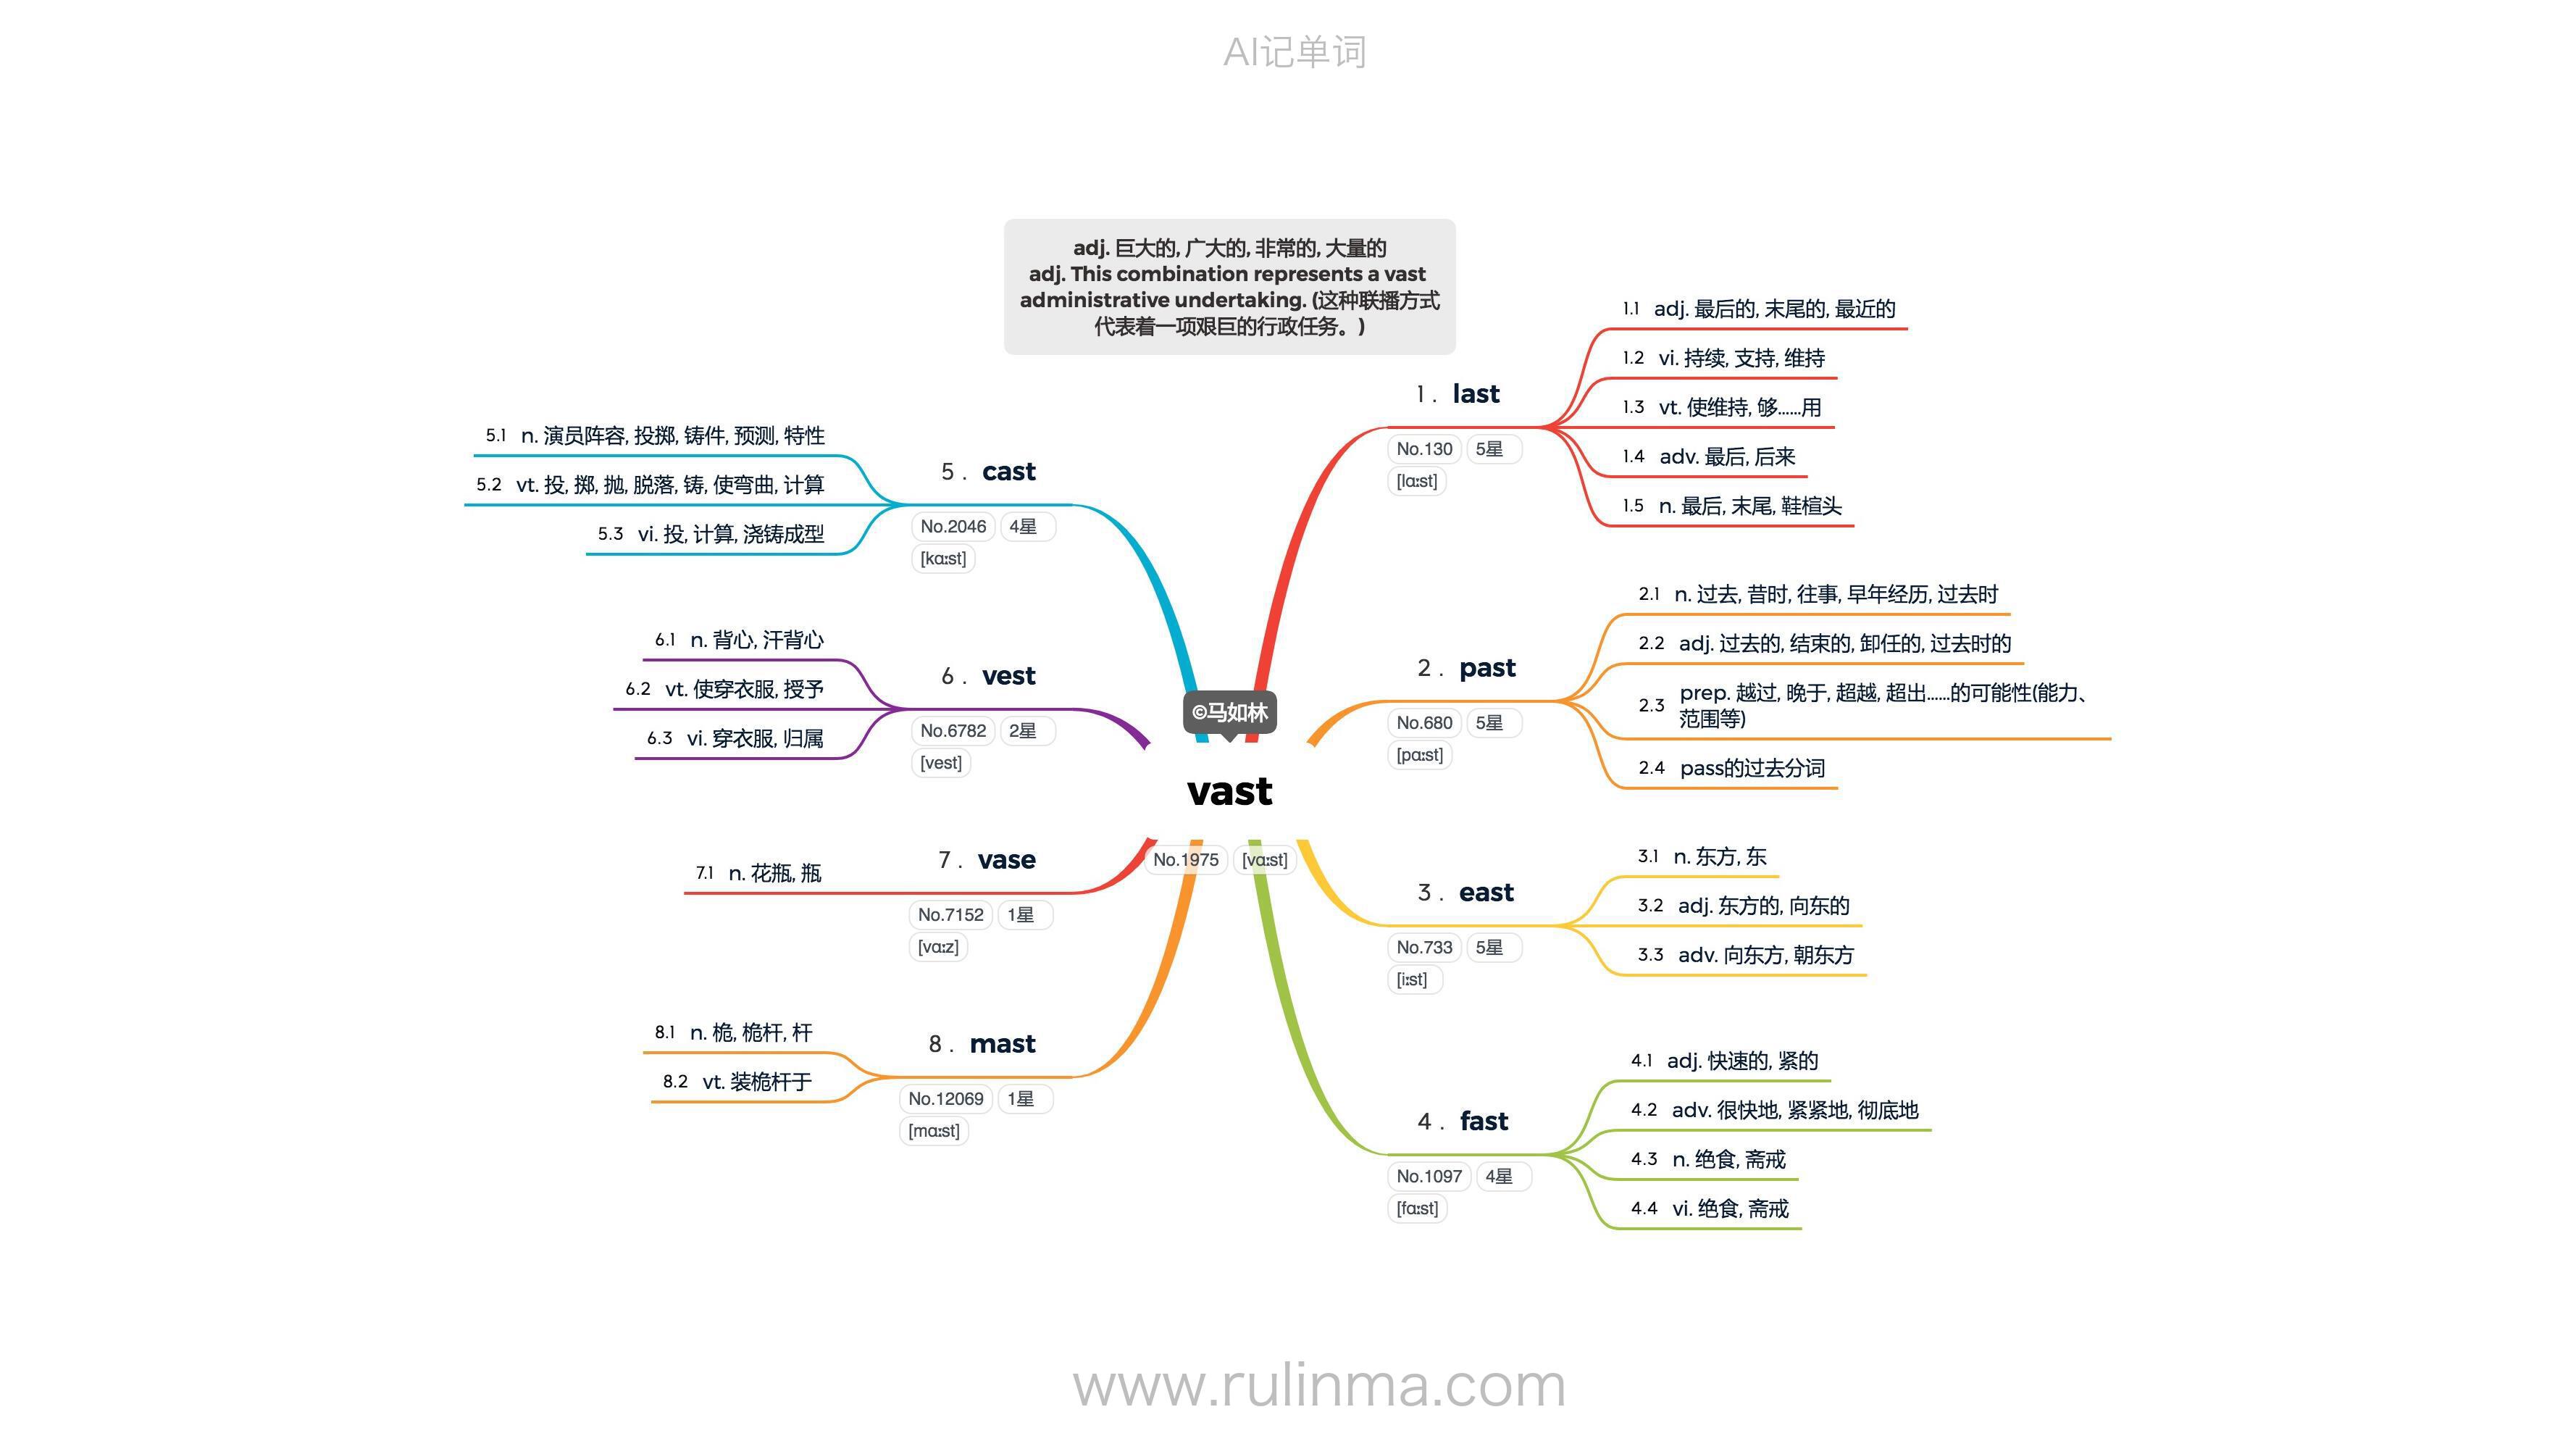 AI记单词
adj. 巨大的, 广大的, 非常的, 大量的
adj. This combination represents a vast
administrative undertaking. (这种联播方式
代表着一项艰巨的行政任务。)
©马如林
vast
No.1975 [vɑːst]
1. last
No.130 5星
[lɑːst]
1.1 adj. 最后的, 末尾的, 最近的
1.2 vi. 持续, 支持, 维持
1.3 vt. 使维持, 够......用
1.4 adv. 最后, 后来
1.5 n. 最后, 末尾, 鞋楦头
2. past
No.680 5星
[pɑːst]
2.1 n. 过去, 昔时, 往事, 早年经历, 过去时
2.2 adj. 过去的, 结束的, 卸任的, 过去时的
2.3 prep. 越过, 晚于, 超越, 超出......的可能性(能力、
范围等)
2.4 pass的过去分词
3. east
No.733 5星
[iːst]
3.1 n. 东方, 东
3.2 adj. 东方的, 向东的
3.3 adv. 向东方, 朝东方
4. fast
No.1097 4星
[fɑːst]
4.1 adj. 快速的, 紧的
4.2 adv. 很快地, 紧紧地, 彻底地
4.3 n. 绝食, 斋戒
4.4 vi. 绝食, 斋戒
5. cast
No.2046 4星
[kɑːst]
5.1 n. 演员阵容, 投掷, 铸件, 预测, 特性
5.2 vt. 投, 掷, 抛, 脱落, 铸, 使弯曲, 计算
5.3 vi. 投, 计算, 浇铸成型
6. vest
No.6782 2星
[vest]
6.1 n. 背心, 汗背心
6.2 vt. 使穿衣服, 授予
6.3 vi. 穿衣服, 归属
7. vase
No.7152 1星
[vɑːz]
7.1 n. 花瓶, 瓶
8. mast
No.12069 1星
[mɑːst]
8.1 n. 桅, 桅杆, 杆
8.2 vt. 装桅杆于
www.rulinma.com